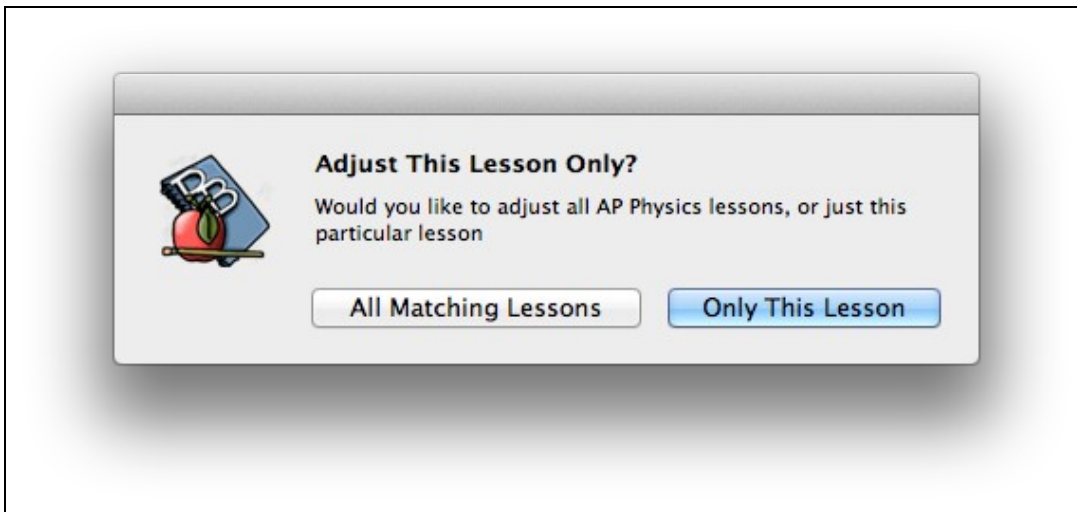 Adjust This Lesson Only?
Would you like to adjust all AP Physics lessons, or just this
particular lesson
All Matching Lessons
Only This Lesson